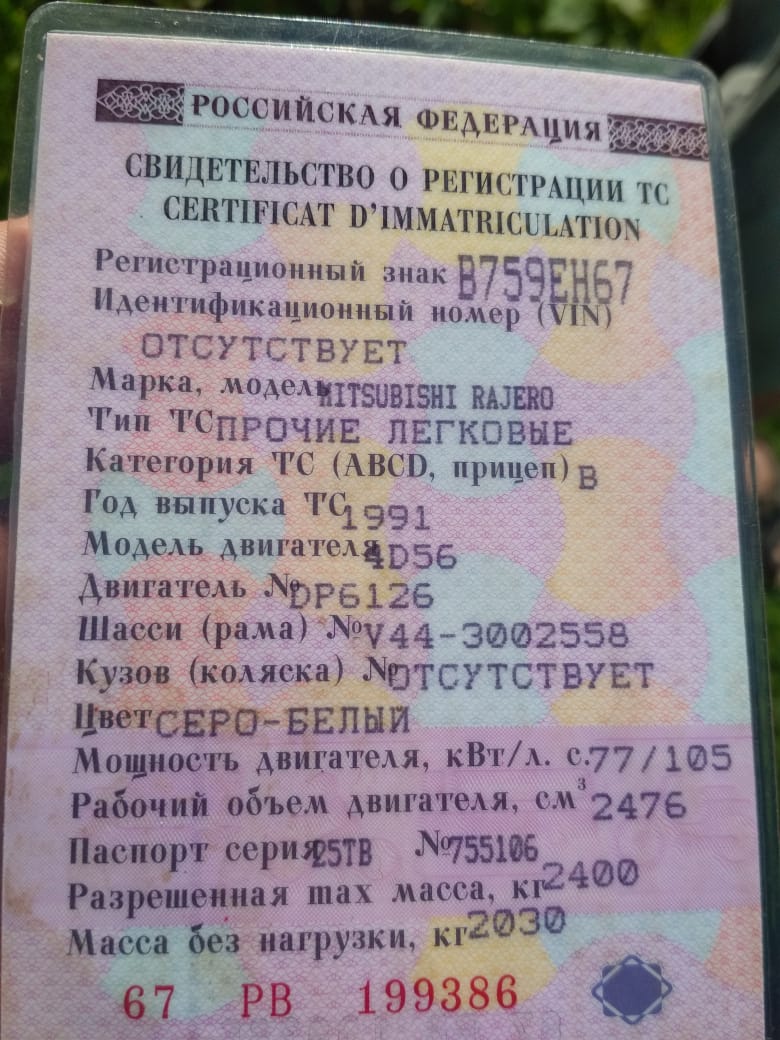 РОССИЙСКАЯ ФЕДЕРАЦИЯ
СВИДЕТЕЛЬСТВО О РЕГИСТРАЦИИ ТС
CERTIFICAT D'IMMATRICULATION
Регистрационный знак В759ЕН67
Идентификационный номер (VIN)
ОТСУТСТВУЕТ
Марка, модель MITSUBISHI RAJERO
Тип ТС ПРОЧИЕ ЛЕГКОВЫЕ
Категория ТС (ABCD, прицеп) В
Год выпуска ТС 1991
Модель двигателя 4D56
Двигатель № DP6126
Шасси (рама) № V44-3002558
Кузов (коляска) № ОТСУТСТВУЕТ
Цвет СЕРО-БЕЛЫЙ
Мощность двигателя, кВт/л. с. 77/105
Рабочий объем двигателя, см³ 2476
Паспорт серия 25ТВ № 755106
Разрешенная max масса, кг 2400
Масса без нагрузки, кг 2030
67 РВ 199386